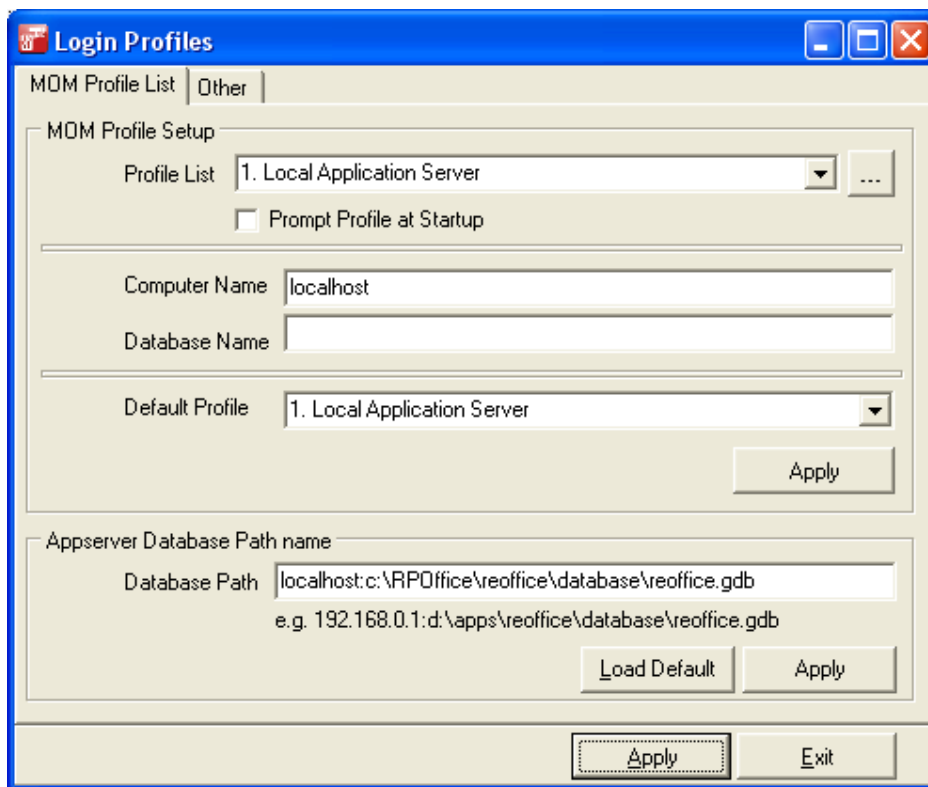 Login Profiles
MOM Profile List Other
MOM Profile Setup
Profile List 1. Local Application Server ...
Prompt Profile at Startup
Computer Name localhost
Database Name
Default Profile 1. Local Application Server
Apply
Appserver Database Path name
Database Path localhost:c:\RPOffice\reoffice\database\reoffice.gdb
e.g. 192.168.0.1:d:\apps\reoffice\database\reoffice.gdb
Load Default Apply
Apply Exit